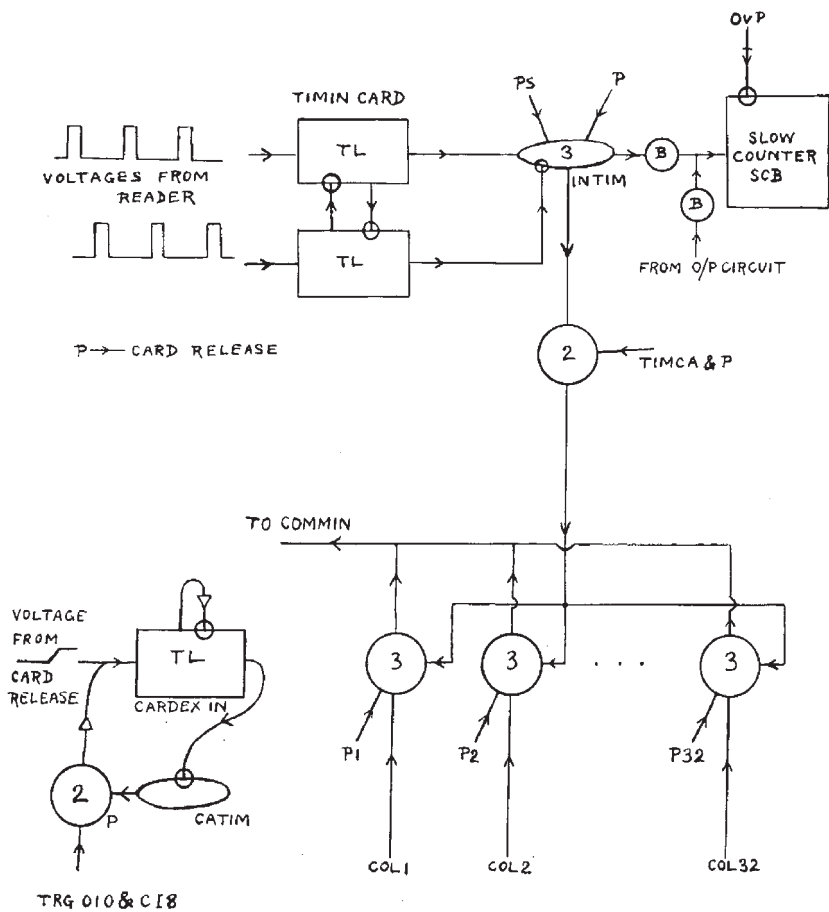 OVP
TIMIN CARD
PS
P
TL
3
B
SLOW
COUNTER
SCB
INTIM
VOLTAGES FROM
READER
B
TL
FROM O/P CIRCUIT
P
CARD RELEASE
2
TIMCA & P
TO COMMIN
VOLTAGE
FROM
CARD
RELEASE
TL
CARDEX IN
3
3
. . . .
3
P1
P2
P32
2
P
CATIM
COL1
COL2
COL32
TRG 010 & CI8